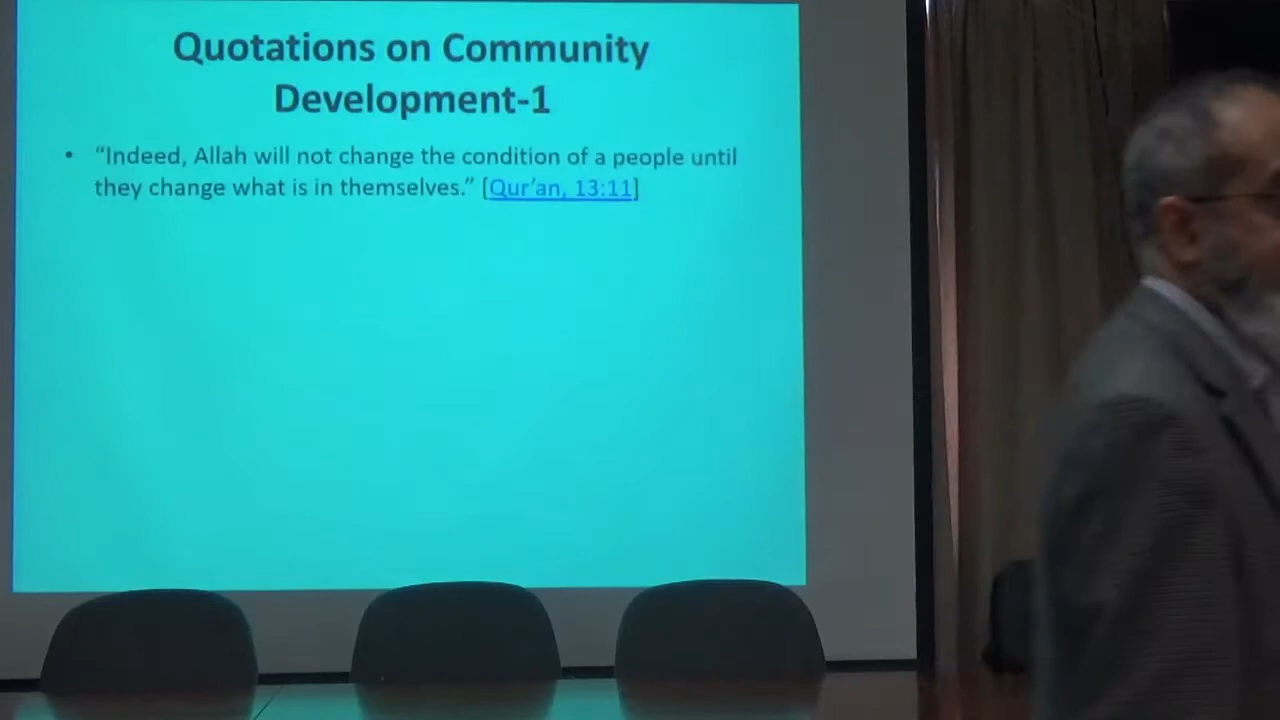 Quotations on Community
Development-1
• “Indeed, Allah will not change the condition of a people until
they change what is in themselves.” [Qur’an, 13:11]